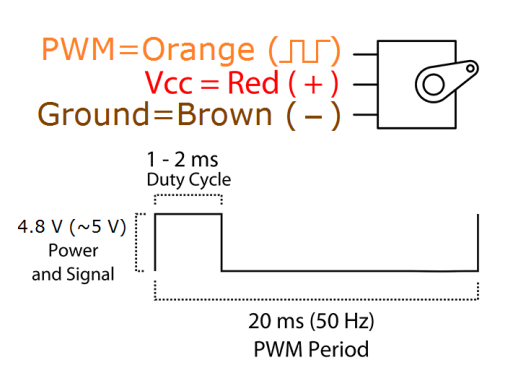 PWM=Orange (⎍⎍)
Vcc = Red ( + )
Ground=Brown ( − )
1 - 2 ms
Duty Cycle
4.8 V (~5 V)
Power
and Signal
20 ms (50 Hz)
PWM Period